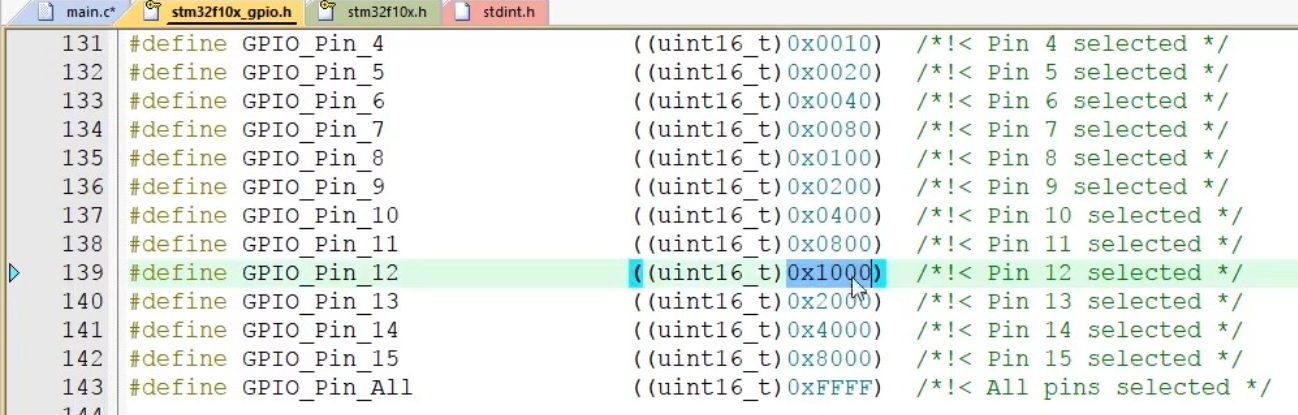 main.c* stm32f10x_gpio.h stm32f10x.h stdint.h
131 #define GPIO_Pin_4 ((uint16_t)0x0010) /*!< Pin 4 selected */
132 #define GPIO_Pin_5 ((uint16_t)0x0020) /*!< Pin 5 selected */
133 #define GPIO_Pin_6 ((uint16_t)0x0040) /*!< Pin 6 selected */
134 #define GPIO_Pin_7 ((uint16_t)0x0080) /*!< Pin 7 selected */
135 #define GPIO_Pin_8 ((uint16_t)0x0100) /*!< Pin 8 selected */
136 #define GPIO_Pin_9 ((uint16_t)0x0200) /*!< Pin 9 selected */
137 #define GPIO_Pin_10 ((uint16_t)0x0400) /*!< Pin 10 selected */
138 #define GPIO_Pin_11 ((uint16_t)0x0800) /*!< Pin 11 selected */
139 #define GPIO_Pin_12 ((uint16_t)0x1000) /*!< Pin 12 selected */
140 #define GPIO_Pin_13 ((uint16_t)0x2000) /*!< Pin 13 selected */
141 #define GPIO_Pin_14 ((uint16_t)0x4000) /*!< Pin 14 selected */
142 #define GPIO_Pin_15 ((uint16_t)0x8000) /*!< Pin 15 selected */
143 #define GPIO_Pin_All ((uint16_t)0xFFFF) /*!< All pins selected */
144